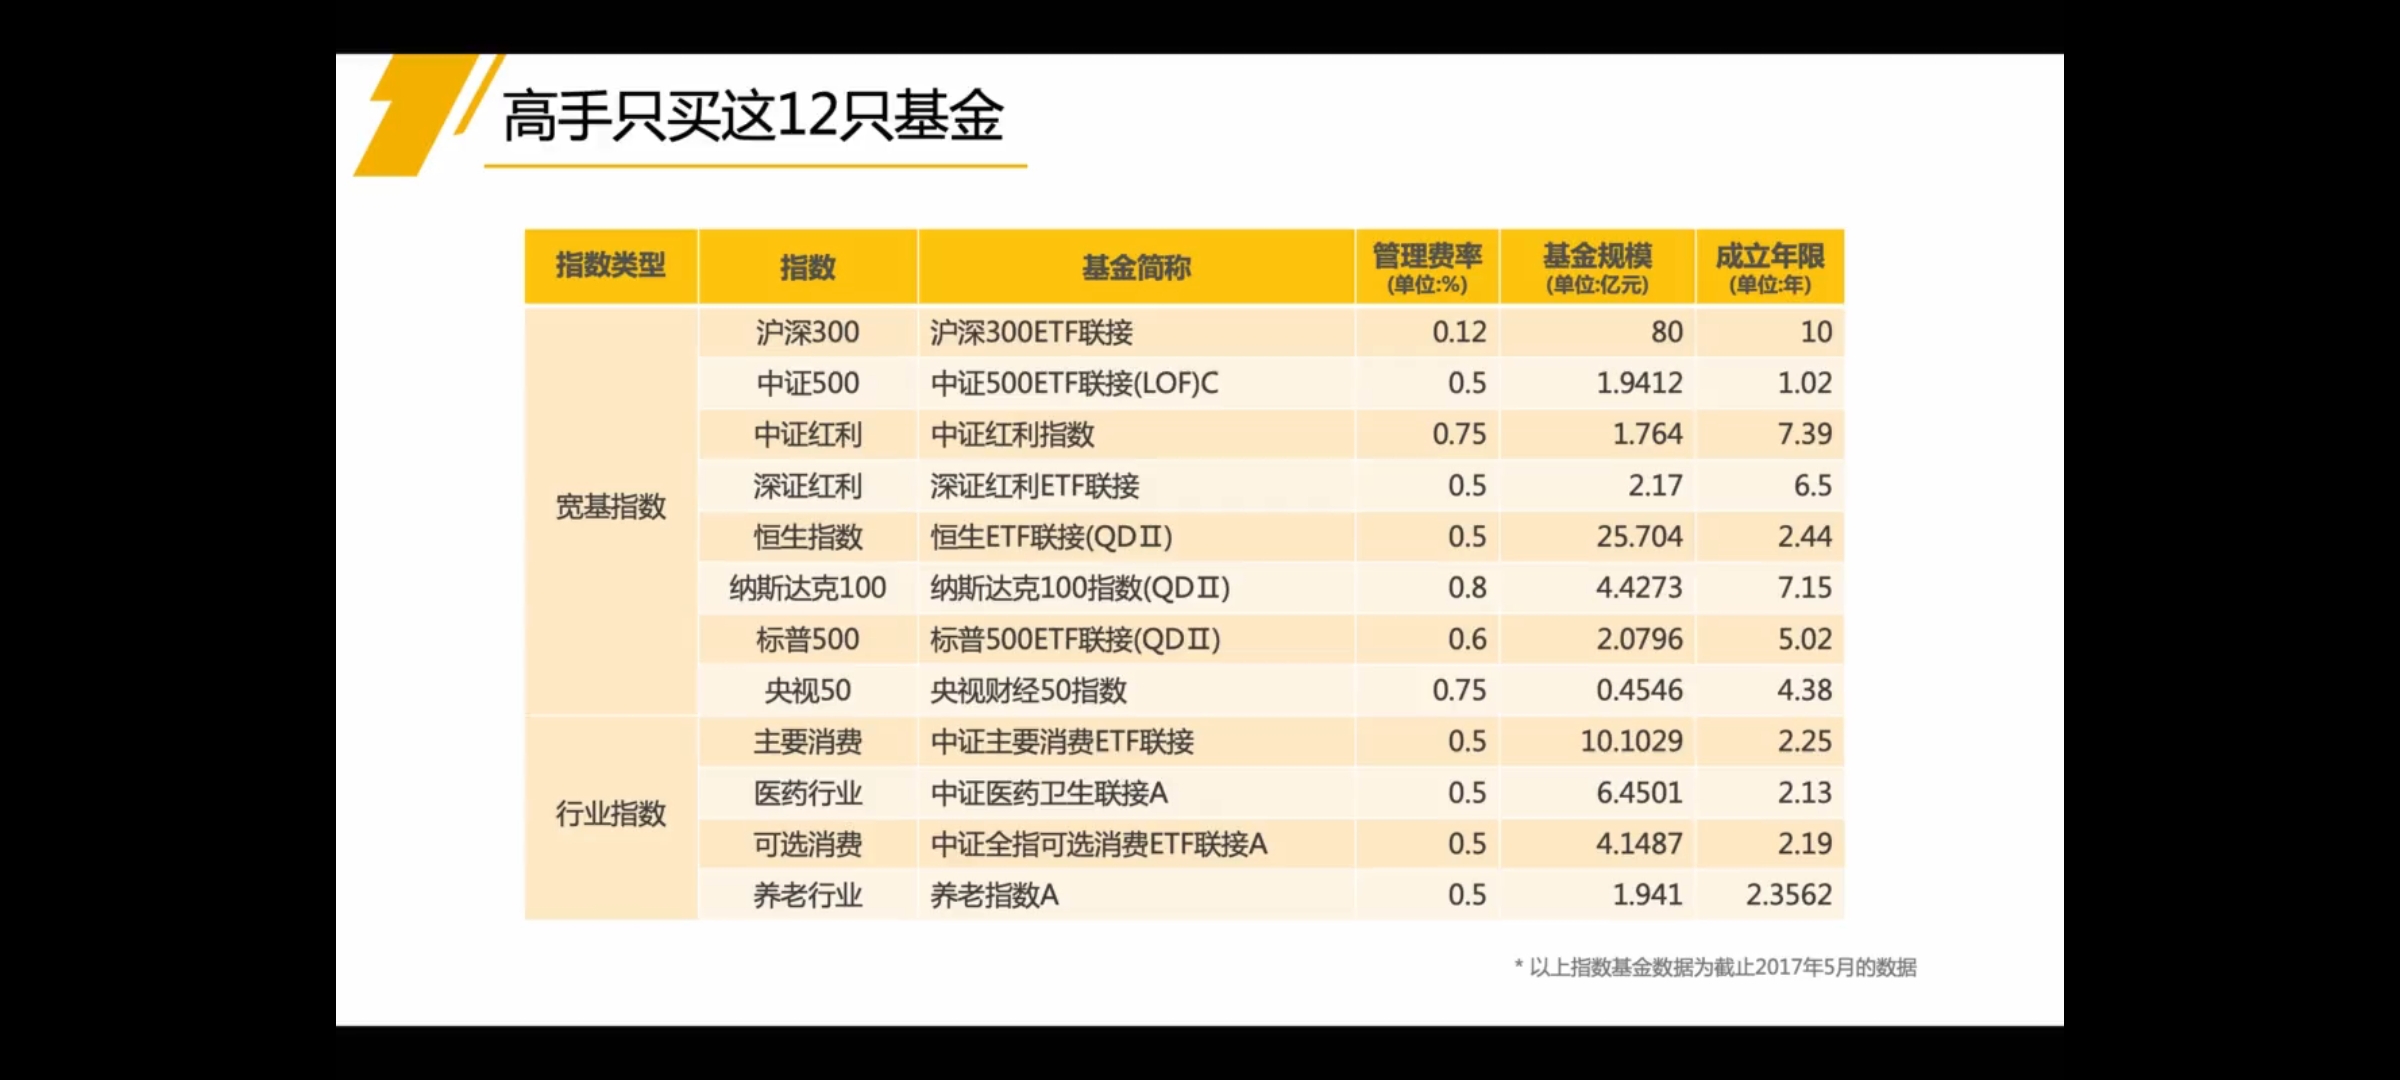 高手只买这12只基金
指数类型 指数 基金简称 管理费率 (单位:%) 基金规模 (单位:亿元) 成立年限 (单位:年)
宽基指数
沪深300 沪深300ETF联接 0.12 80 10
中证500 中证500ETF联接(LOF)C 0.5 1.9412 1.02
中证红利 中证红利指数 0.75 1.764 7.39
深证红利 深证红利ETF联接 0.5 2.17 6.5
恒生指数 恒生ETF联接(QDⅡ) 0.5 25.704 2.44
纳斯达克100 纳斯达克100指数(QDⅡ) 0.8 4.4273 7.15
标普500 标普500ETF联接(QDⅡ) 0.6 2.0796 5.02
央视50 央视财经50指数 0.75 0.4546 4.38
行业指数
主要消费 中证主要消费ETF联接 0.5 10.1029 2.25
医药行业 中证医药卫生联接A 0.5 6.4501 2.13
可选消费 中证全指可选消费ETF联接A 0.5 4.1487 2.19
养老行业 养老指数A 0.5 1.941 2.3562
* 以上指数基金数据为截止2017年5月的数据